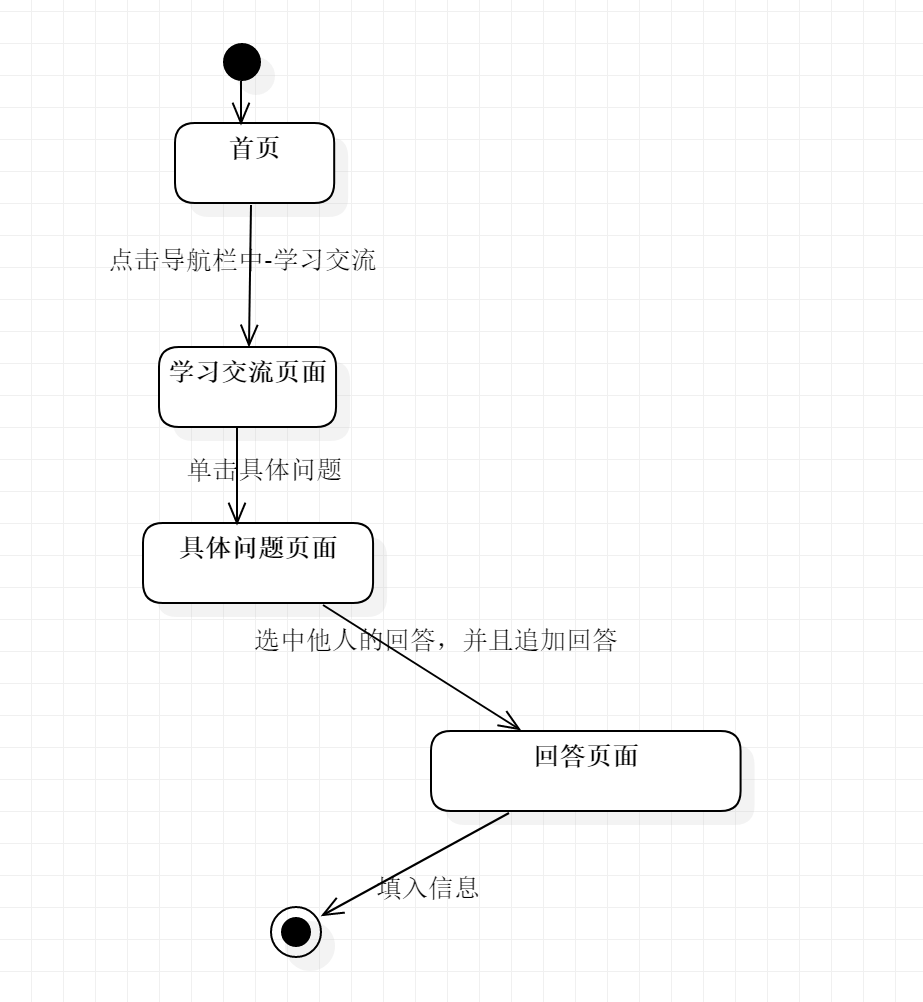 首页
点击导航栏中-学习交流
学习交流页面
单击具体问题
具体问题页面
选中他人的回答，并且追加回答
回答页面
填入信息